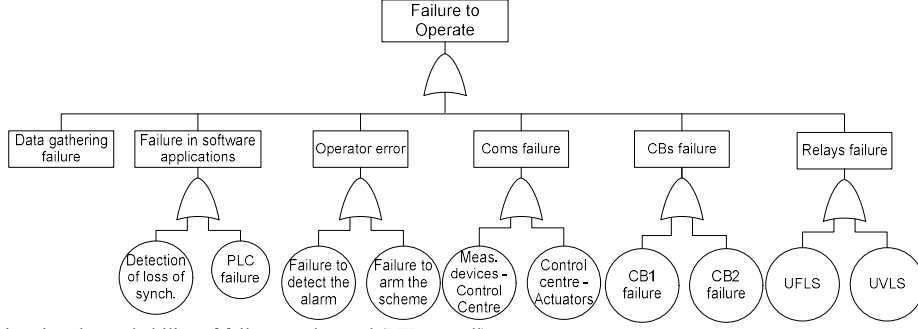 Failure to
Operate
Data gathering
failure
Failure in software
applications
Operator error
Coms failure
CBs failure
Relays failure
Detection
of loss of
synch.
PLC
failure
Failure to
detect the
alarm
Failure to
arm the
scheme
Meas.
devices -
Control
Centre
Control
centre -
Actuators
CB1
failure
CB2
failure
UFLS
UVLS